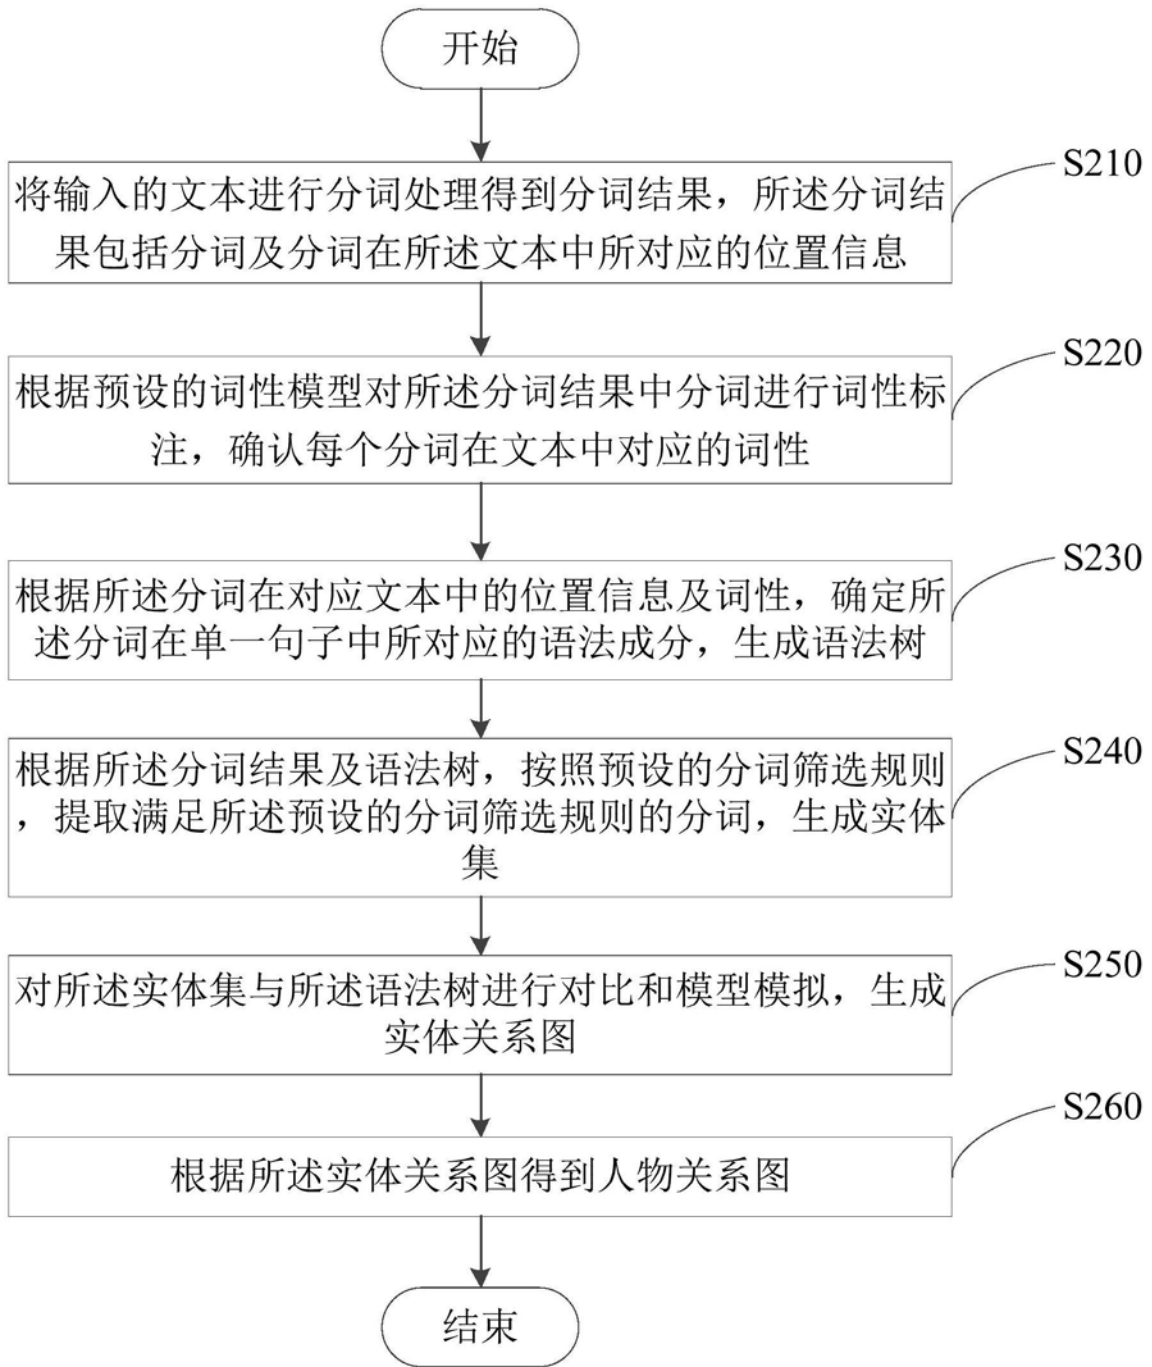 开始
S210
将输入的文本进行分词处理得到分词结果，所述分词结
果包括分词及分词在所述文本中所对应的位置信息
S220
根据预设的词性模型对所述分词结果中分词进行词性标
注，确认每个分词在文本中对应的词性
S230
根据所述分词在对应文本中的位置信息及词性，确定所
述分词在单一句子中所对应的语法成分，生成语法树
S240
根据所述分词结果及语法树，按照预设的分词筛选规则
，提取满足所述预设的分词筛选规则的分词，生成实体
集
S250
对所述实体集与所述语法树进行对比和模型模拟，生成
实体关系图
S260
根据所述实体关系图得到人物关系图
结束